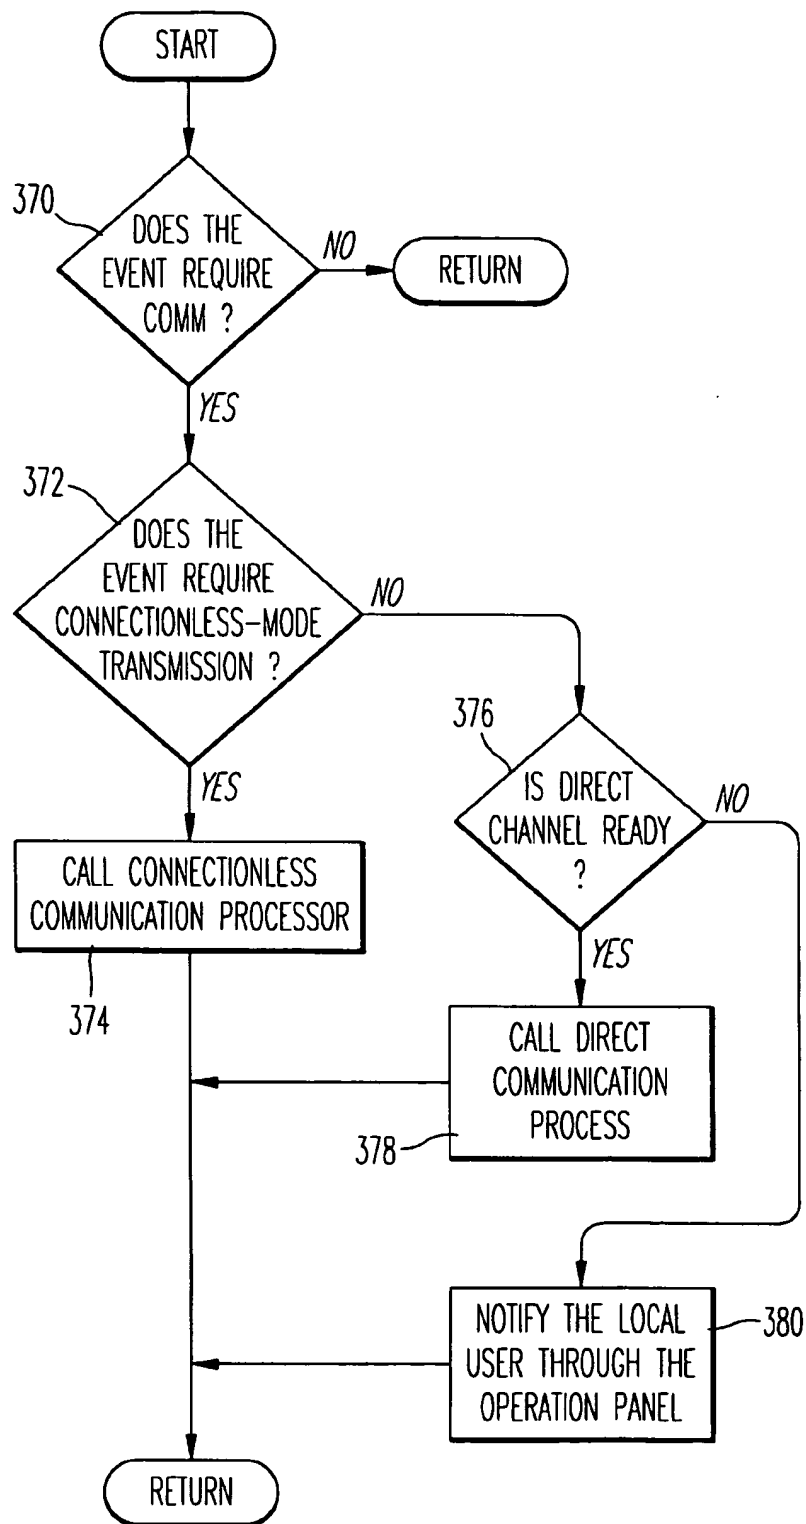 START
370
DOES THE
EVENT REQUIRE
COMM ?
NO
RETURN
YES
372
DOES THE
EVENT REQUIRE
CONNECTIONLESS-MODE
TRANSMISSION ?
NO
376
IS DIRECT
CHANNEL READY
?
NO
YES
CALL CONNECTIONLESS
COMMUNICATION PROCESSOR
374
YES
CALL DIRECT
COMMUNICATION
PROCESS
378
NOTIFY THE LOCAL
USER THROUGH THE
OPERATION PANEL
380
RETURN